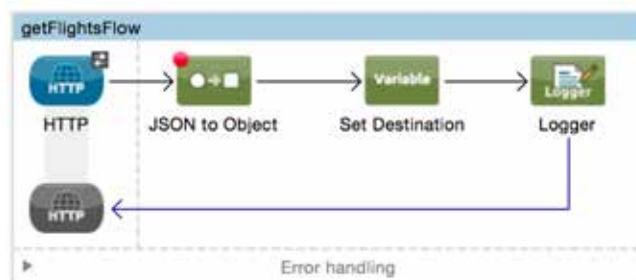 getFlightsFlow
HTTP
Variable
Logger
HTTP
JSON to Object
Set Destination
Logger
HTTP
Error handling